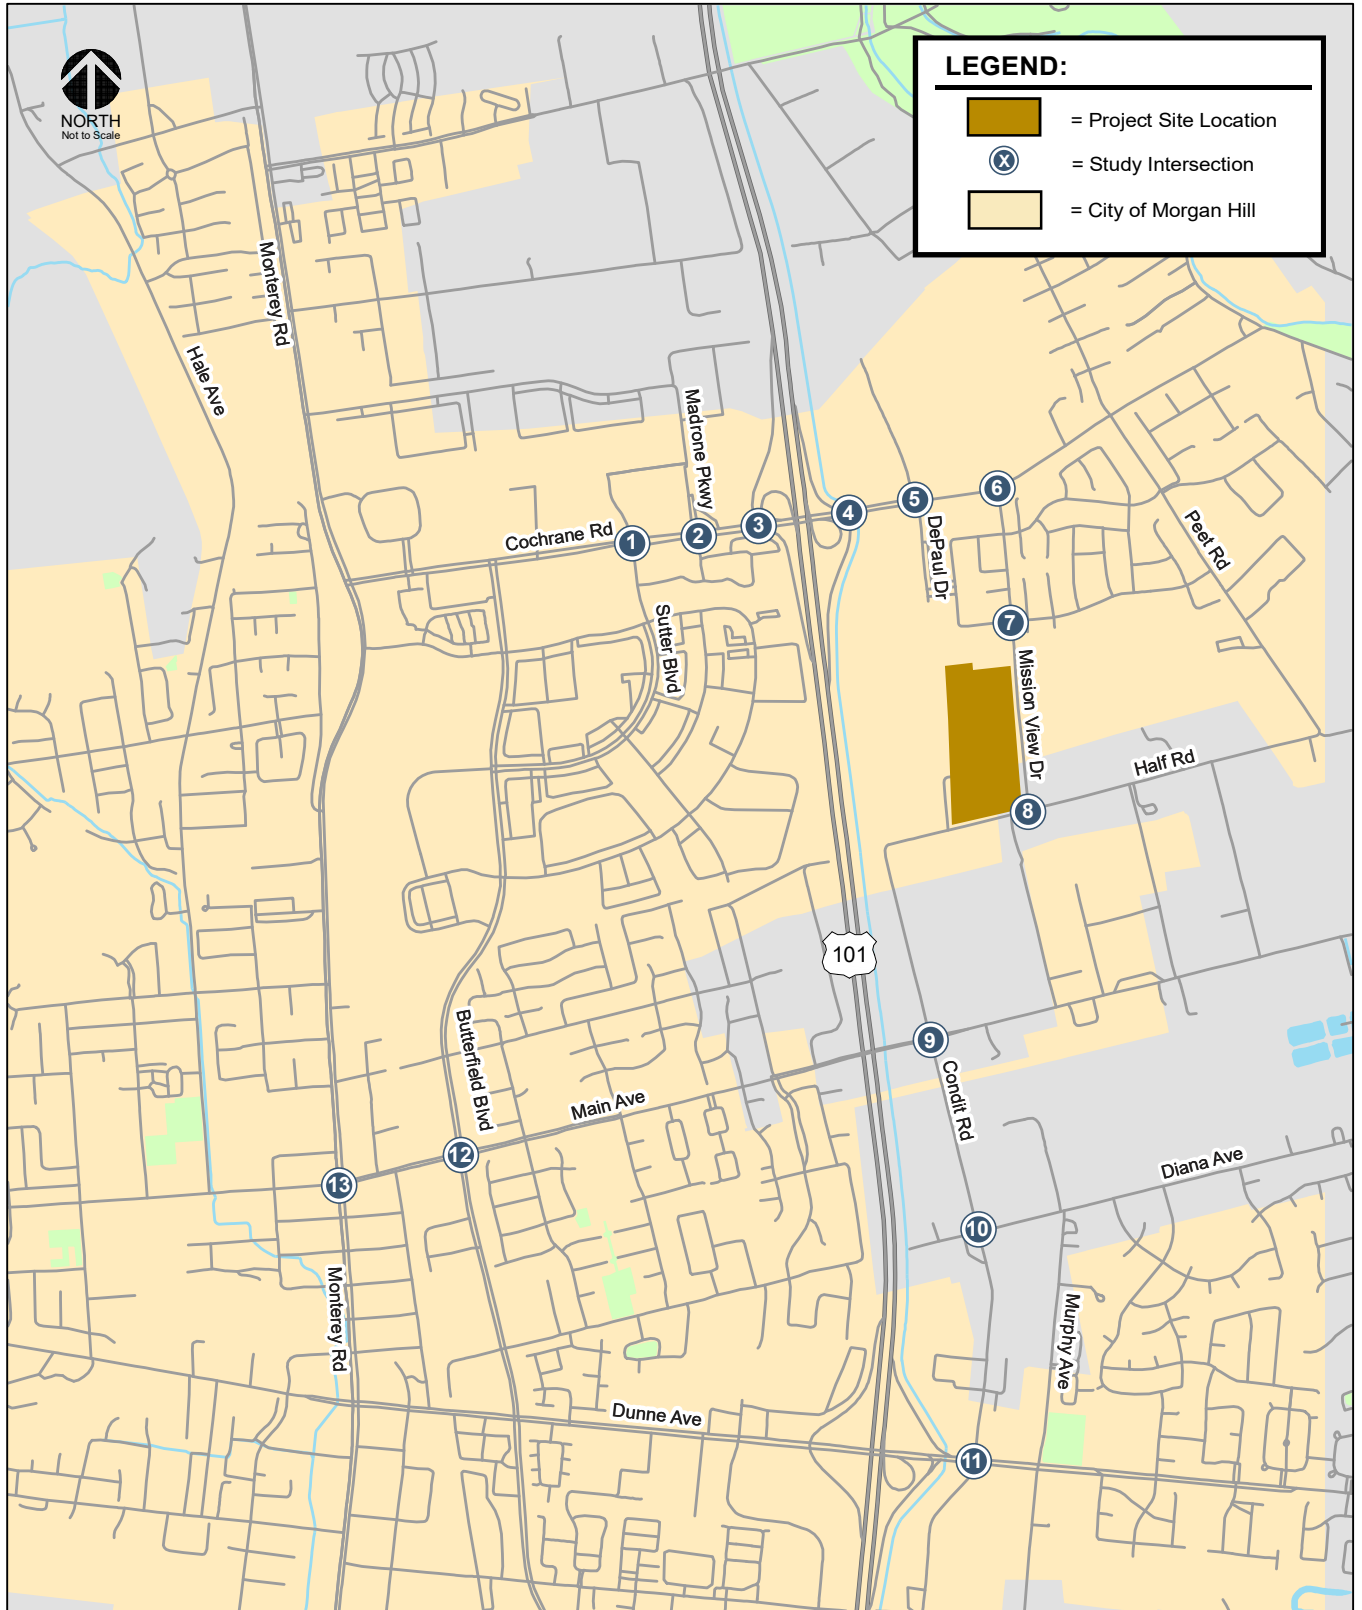 NORTH
Not to Scale
LEGEND:
= Project Site Location
X
= Study Intersection
= City of Morgan Hill
Monterey Rd
Hale Ave
Madrone Pkwy
Cochrane Rd
1
2
3
4
5
6
DePaul Dr
Peet Rd
Sutter Blvd
7
Mission View Dr
Half Rd
8
101
9
Butterfield Blvd
Main Ave
Condit Rd
12
Diana Ave
13
10
Monterey Rd
Murphy Ave
Dunne Ave
11